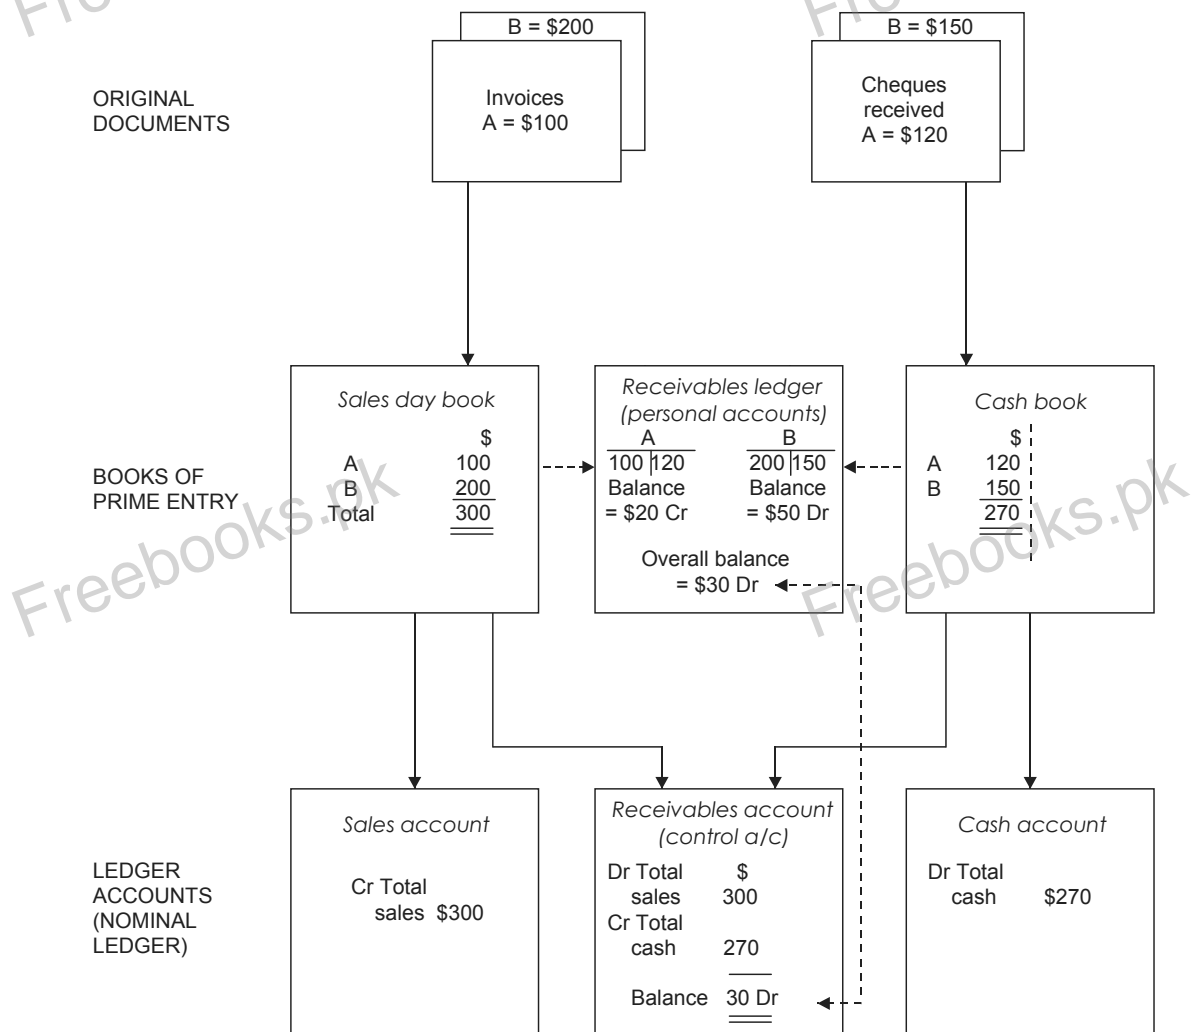 Fre
Fre
B = $200
B = $150
ORIGINAL
DOCUMENTS
Invoices
A = $100
Cheques
received
A = $120
BOOKS OF
PRIME ENTRY
Sales day book
$
A 100
B 200
Total 300
Receivables ledger
(personal accounts)
A B
100 120 200 150
Balance Balance
= $20 Cr = $50 Dr
Overall balance
= $30 Dr
Cash book
$
A 120
B 150
270
Freebooks.pk
Freebooks.pk
LEDGER
ACCOUNTS
(NOMINAL
LEDGER)
Sales account
Cr Total
sales $300
Receivables account
(control a/c)
Dr Total $
sales 300
Cr Total
cash 270
Balance 30 Dr
Cash account
Dr Total
cash $270